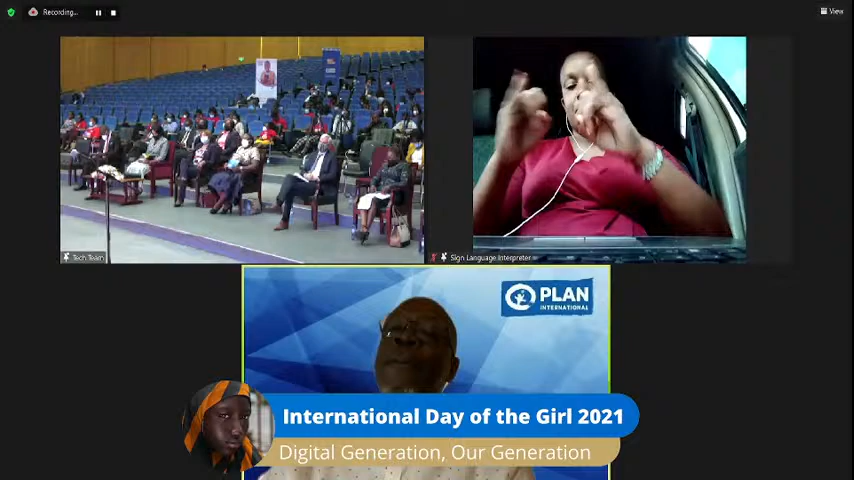 Recording...
View
Tech Team
Sign Language Interpreter
PLAN
INTERNATIONAL
International Day of the Girl 2021
Digital Generation, Our Generation